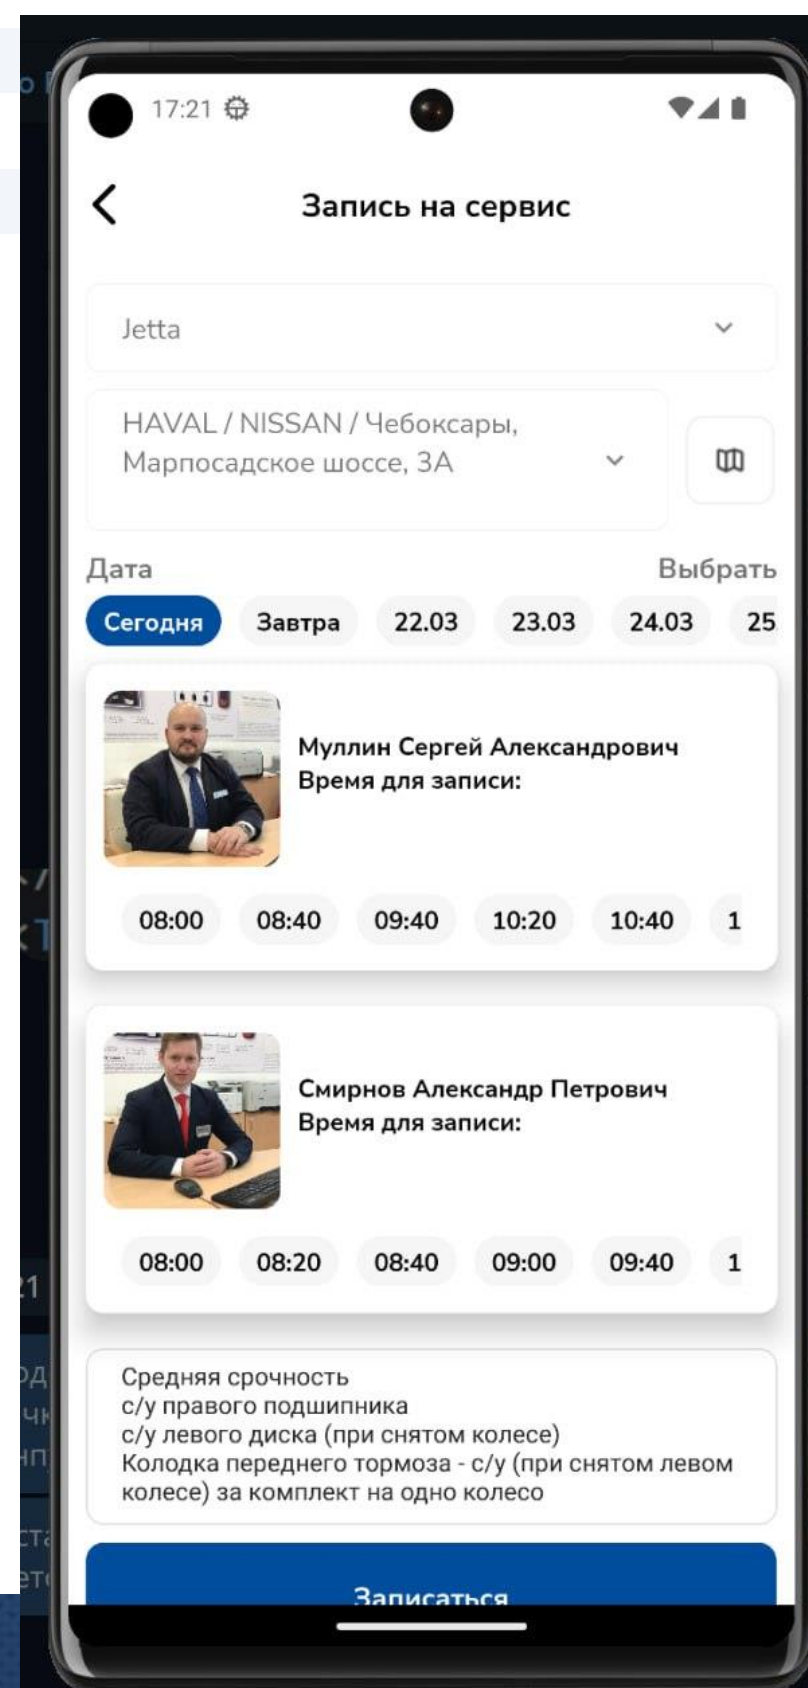 17:21
Запись на сервис
Jetta
HAVAL / NISSAN / Чебоксары,
Марпосадское шоссе, 3А
Дата Выбрать
Сегодня Завтра 22.03 23.03 24.03 25.
Муллин Сергей Александрович
Время для записи:
08:00 08:40 09:40 10:20 10:40 1
Смирнов Александр Петрович
Время для записи:
08:00 08:20 08:40 09:00 09:40 1
Средняя срочность
с/у правого подшипника
с/у левого диска (при снятом колесе)
Колодка переднего тормоза - с/у (при снятом левом
колесе) за комплект на одно колесо
Записаться